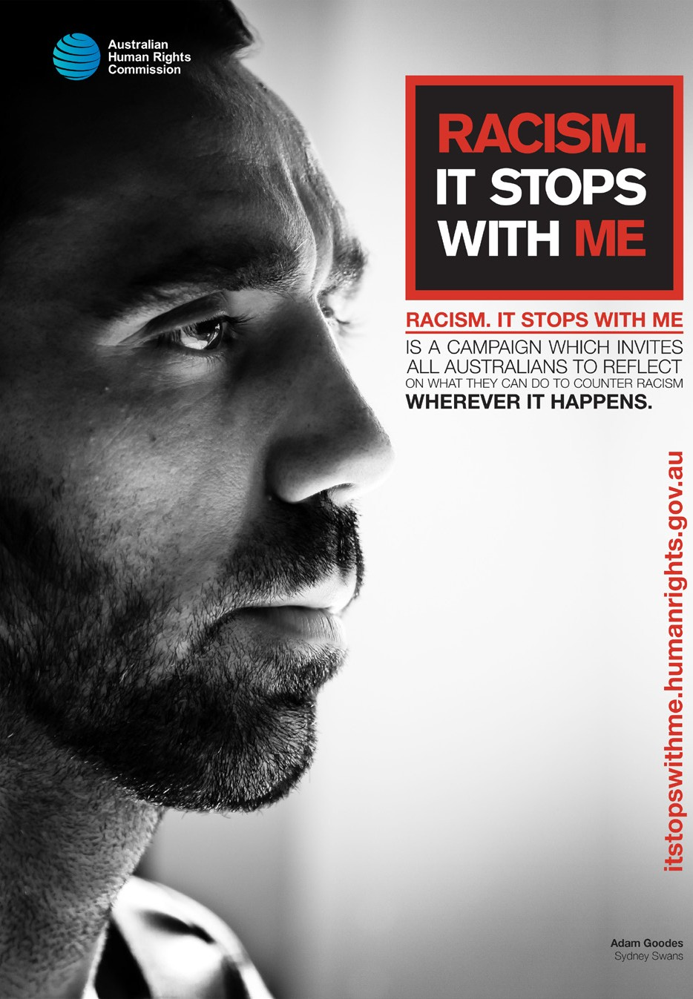 Australian
Human Rights
Commission
RACISM.
IT STOPS
WITH ME
RACISM. IT STOPS WITH ME
IS A CAMPAIGN WHICH INVITES
ALL AUSTRALIANS TO REFLECT
ON WHAT THEY CAN DO TO COUNTER RACISM
WHEREVER IT HAPPENS.
itstopswithme.humanrights.gov.au
Adam Goodes
Sydney Swans